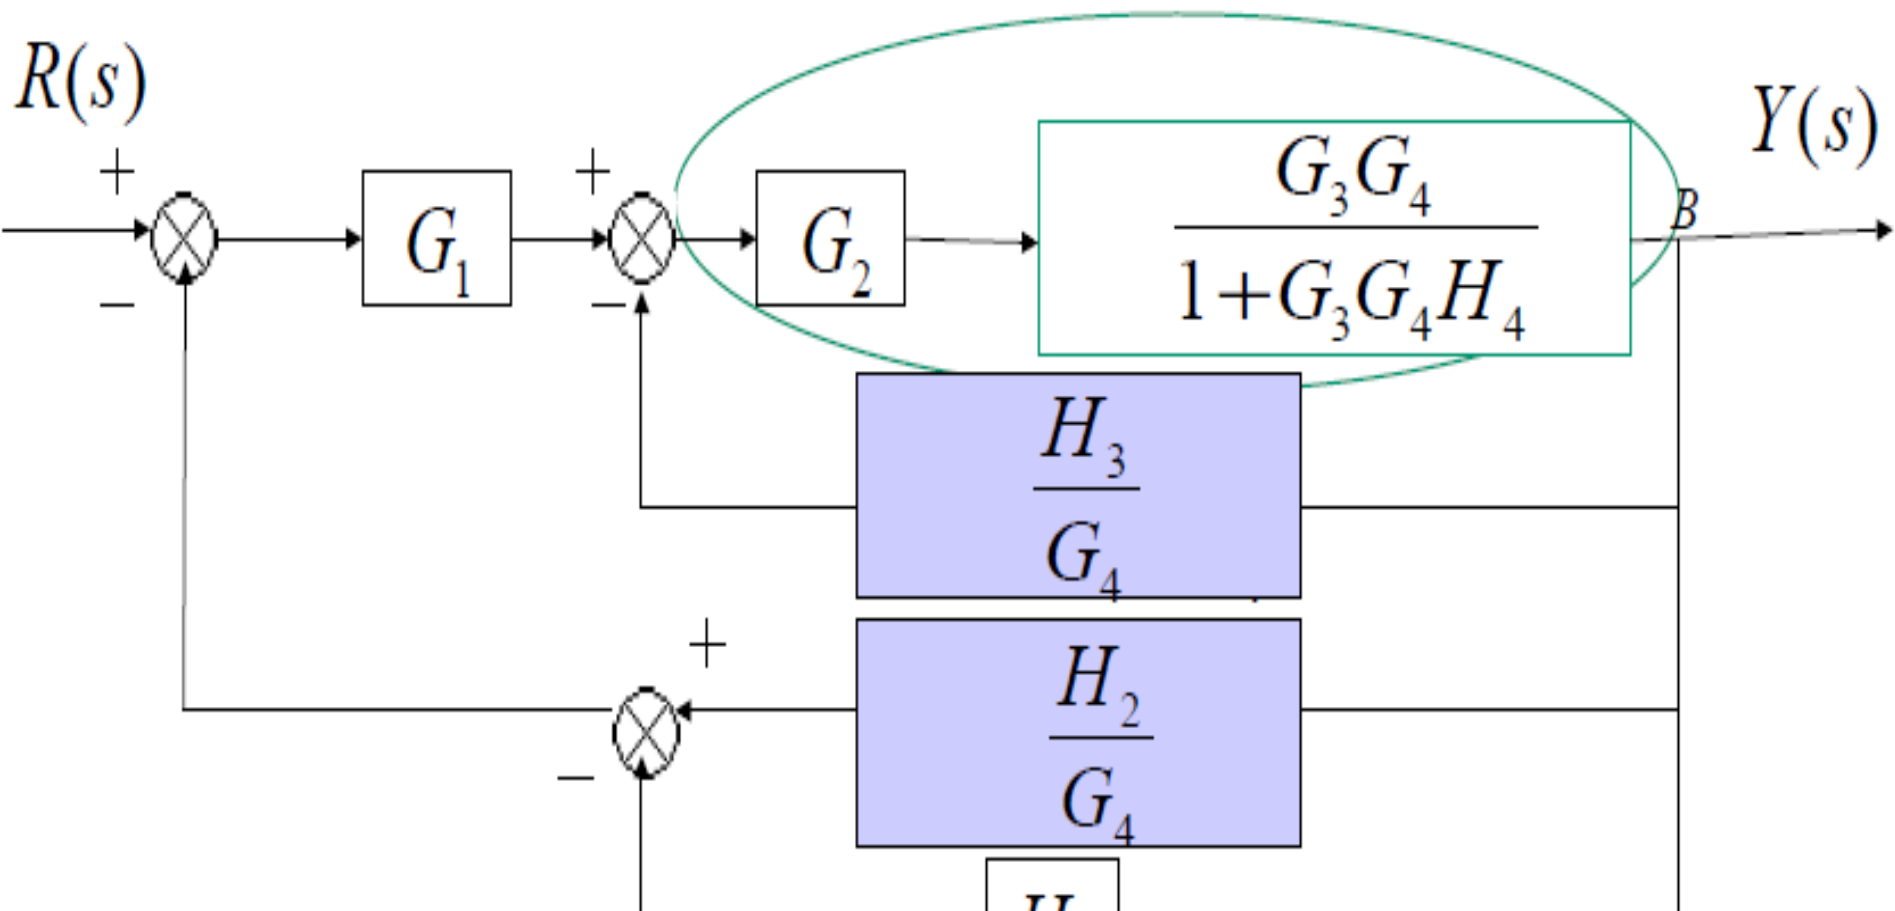 R(s)
Y(s)
+
+
G₃G₄
B
G₁
G₂
1+G₃G₄H₄
−
−
H₃
G₄
+
H₂
−
G₄